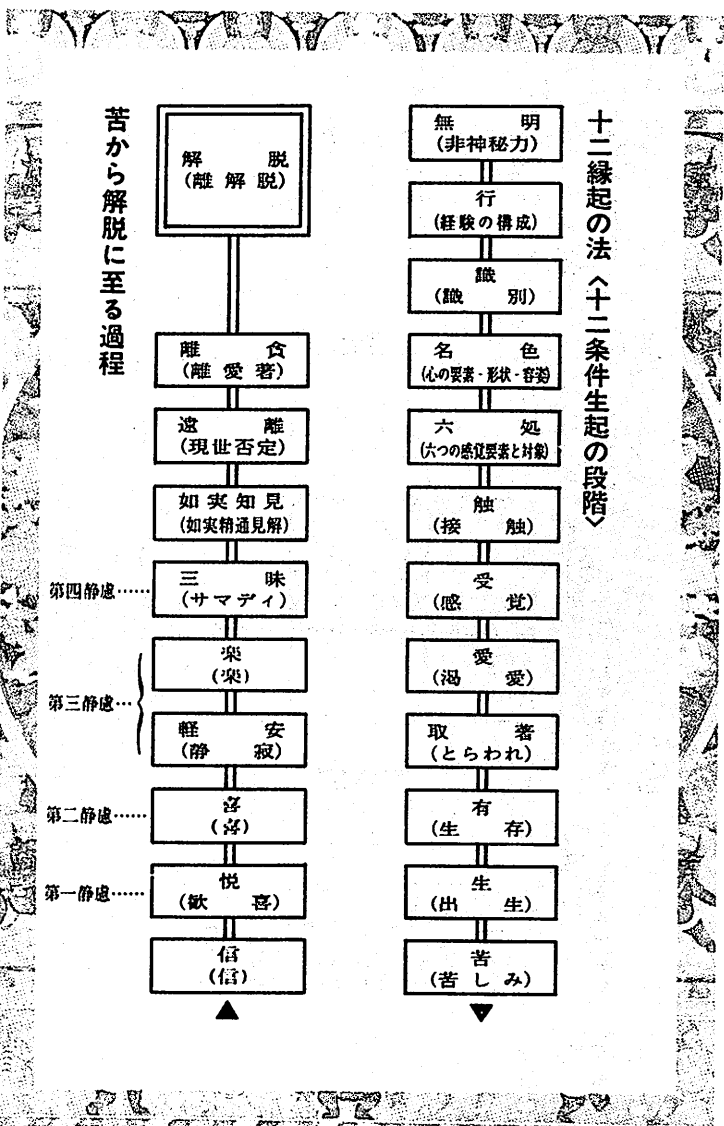 十二縁起の法〈十二条件生起の段階〉
無明
(非神秘力)
行
(経験の構成)
識
(識別)
名色
(心の要素-形状-容姿)
六処
(六つの感覚要素と対象)
触
(接触)
受
(感覚)
愛
(渇愛)
取著
(とらわれ)
有
(生存)
生
(出生)
苦
(苦しみ)
苦から解脱に至る過程
解脱
(離解脱)
離貪
(離愛著)
遠離
(現世否定)
如実知見
(如実精通見解)
第四静慮……
三昧
(サマディ)
第三静慮…
楽
(楽)
軽安
(静寂)
第二静慮……
喜
(喜)
第一静慮……
悦
(歓喜)
信
(信)